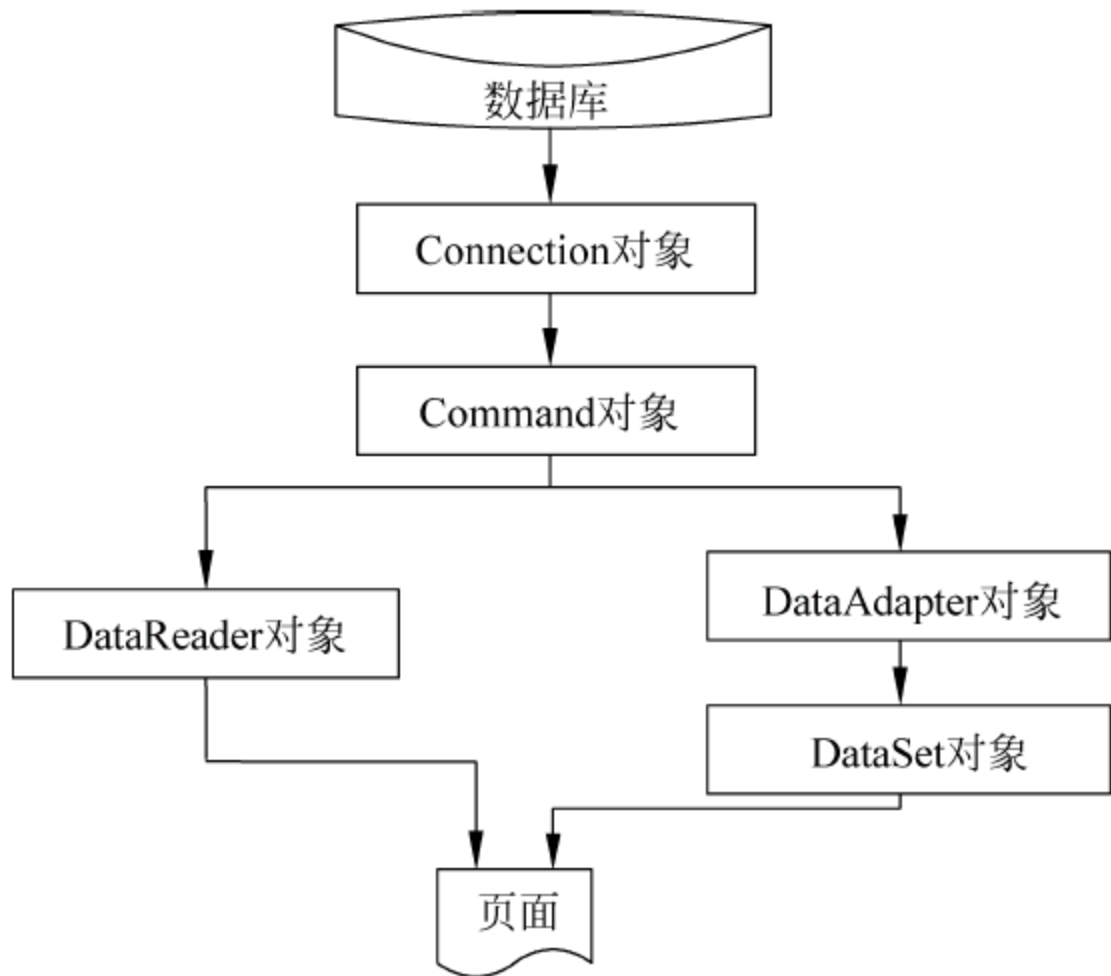 数据库
Connection对象
Command对象
DataReader对象
DataAdapter对象
DataSet对象
页面